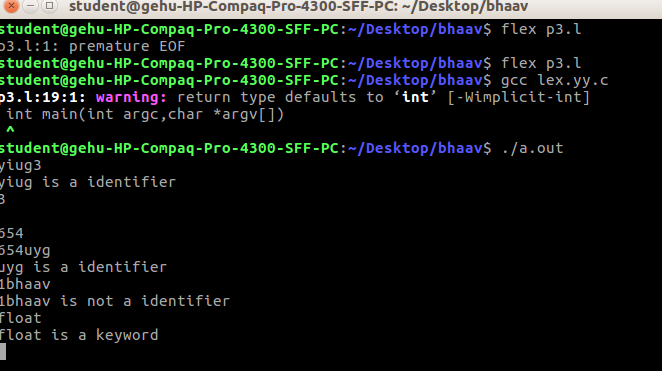 student@gehu-HP-Compaq-Pro-4300-SFF-PC: ~/Desktop/bhaav
student@gehu-HP-Compaq-Pro-4300-SFF-PC:~/Desktop/bhaav$ flex p3.l
p3.l:1: premature EOF
student@gehu-HP-Compaq-Pro-4300-SFF-PC:~/Desktop/bhaav$ flex p3.l
student@gehu-HP-Compaq-Pro-4300-SFF-PC:~/Desktop/bhaav$ gcc lex.yy.c
p3.l:19:1: warning: return type defaults to ‘int’ [-Wimplicit-int]
int main(int argc,char *argv[])
^
student@gehu-HP-Compaq-Pro-4300-SFF-PC:~/Desktop/bhaav$ ./a.out
yiug3
yiug is a identifier
3
654
654uyg
uyg is a identifier
1bhaav
1bhaav is not a identifier
float
float is a keyword